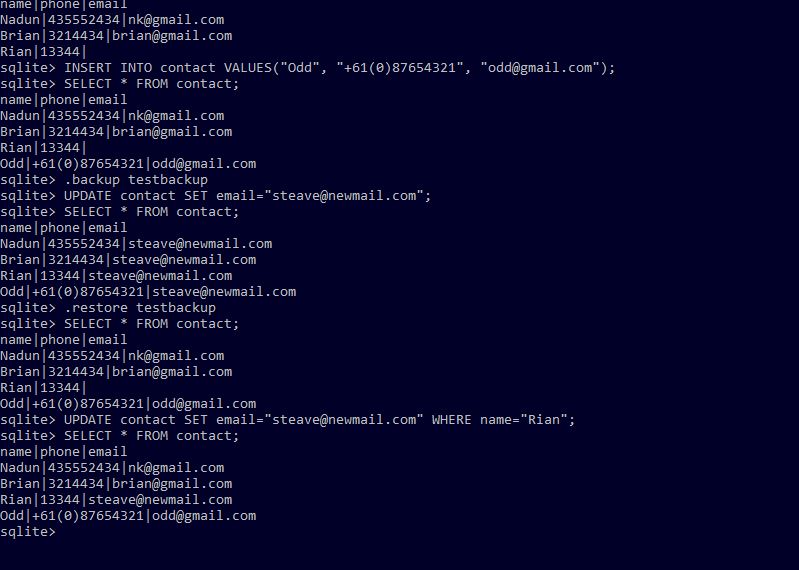 name|phone|email
Nadun|435552434|nk@gmail.com
Brian|3214434|brian@gmail.com
Rian|13344|
sqlite> INSERT INTO contact VALUES("Odd", "+61(0)87654321", "odd@gmail.com");
sqlite> SELECT * FROM contact;
name|phone|email
Nadun|435552434|nk@gmail.com
Brian|3214434|brian@gmail.com
Rian|13344|
Odd|+61(0)87654321|odd@gmail.com
sqlite> .backup testbackup
sqlite> UPDATE contact SET email="steave@newmail.com";
sqlite> SELECT * FROM contact;
name|phone|email
Nadun|435552434|steave@newmail.com
Brian|3214434|steave@newmail.com
Rian|13344|steave@newmail.com
Odd|+61(0)87654321|steave@newmail.com
sqlite> .restore testbackup
sqlite> SELECT * FROM contact;
name|phone|email
Nadun|435552434|nk@gmail.com
Brian|3214434|brian@gmail.com
Rian|13344|
Odd|+61(0)87654321|odd@gmail.com
sqlite> UPDATE contact SET email="steave@newmail.com" WHERE name="Rian";
sqlite> SELECT * FROM contact;
name|phone|email
Nadun|435552434|nk@gmail.com
Brian|3214434|brian@gmail.com
Rian|13344|steave@newmail.com
Odd|+61(0)87654321|odd@gmail.com
sqlite>